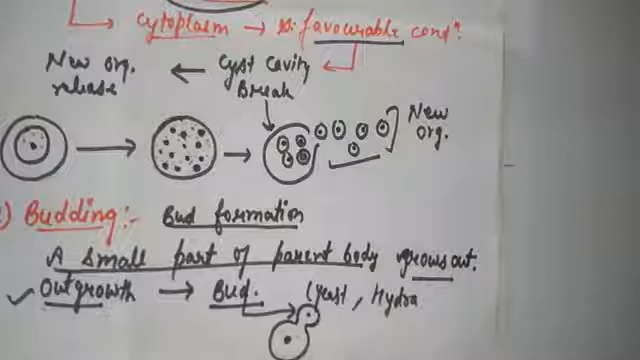 → Cytoplasm → favourable condⁿ.
New org. release ← Cyst Cavity Break
New org.
Budding:- Bud formation
A small part of parent body grows out.
✓ Outgrowth → Bud. (Yeast, Hydra